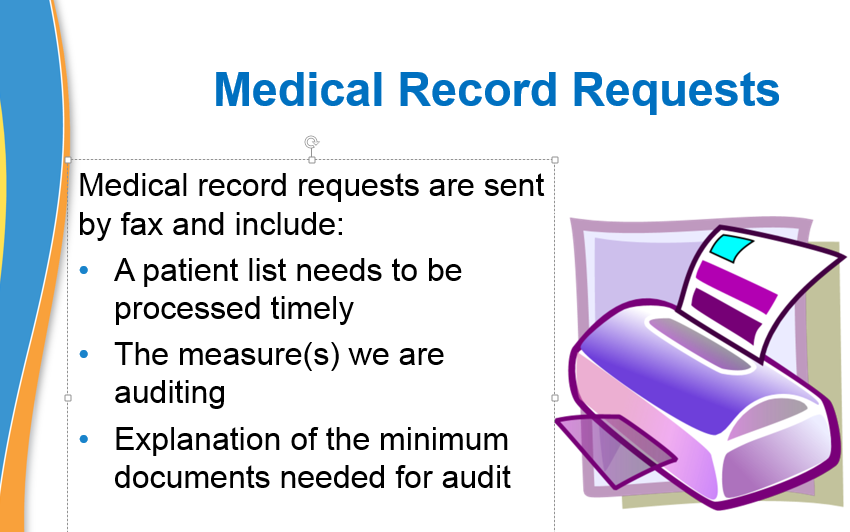 Medical Record Requests
Medical record requests are sent
by fax and include:
• A patient list needs to be
processed timely
• The measure(s) we are
auditing
• Explanation of the minimum
documents needed for audit